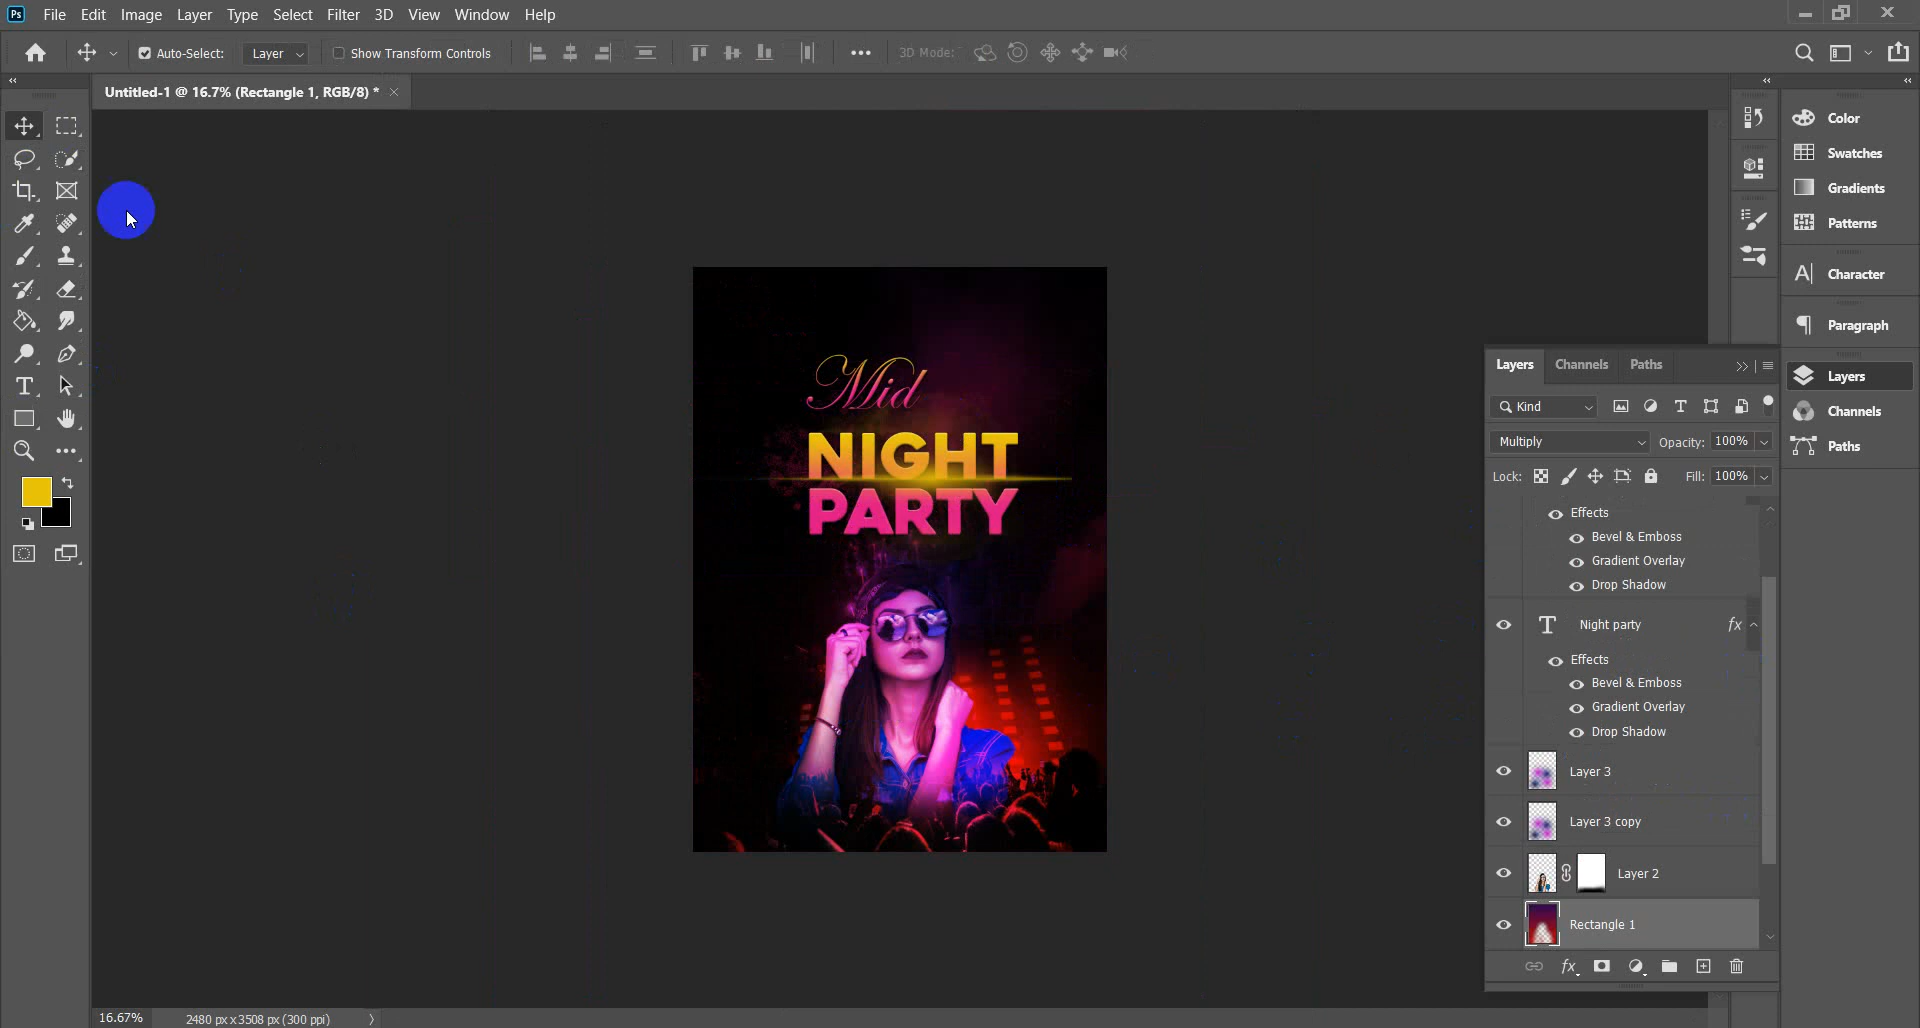 Ps File Edit Image Layer Type Select Filter 3D View Window Help
Auto-Select: Layer Show Transform Controls 3D Mode:
Untitled-1 @ 16.7% (Rectangle 1, RGB/8) *
Color
Swatches
Gradients
Patterns
Character
Paragraph
Layers
Channels
Paths
Mid
NIGHT
PARTY
Layers Channels Paths
Kind
Multiply Opacity: 100%
Lock: Fill: 100%
Effects
Bevel & Emboss
Gradient Overlay
Drop Shadow
T Night party fx
Effects
Bevel & Emboss
Gradient Overlay
Drop Shadow
Layer 3
Layer 3 copy
Layer 2
Rectangle 1
fx
16.67% 2480 px x 3508 px (300 ppi)